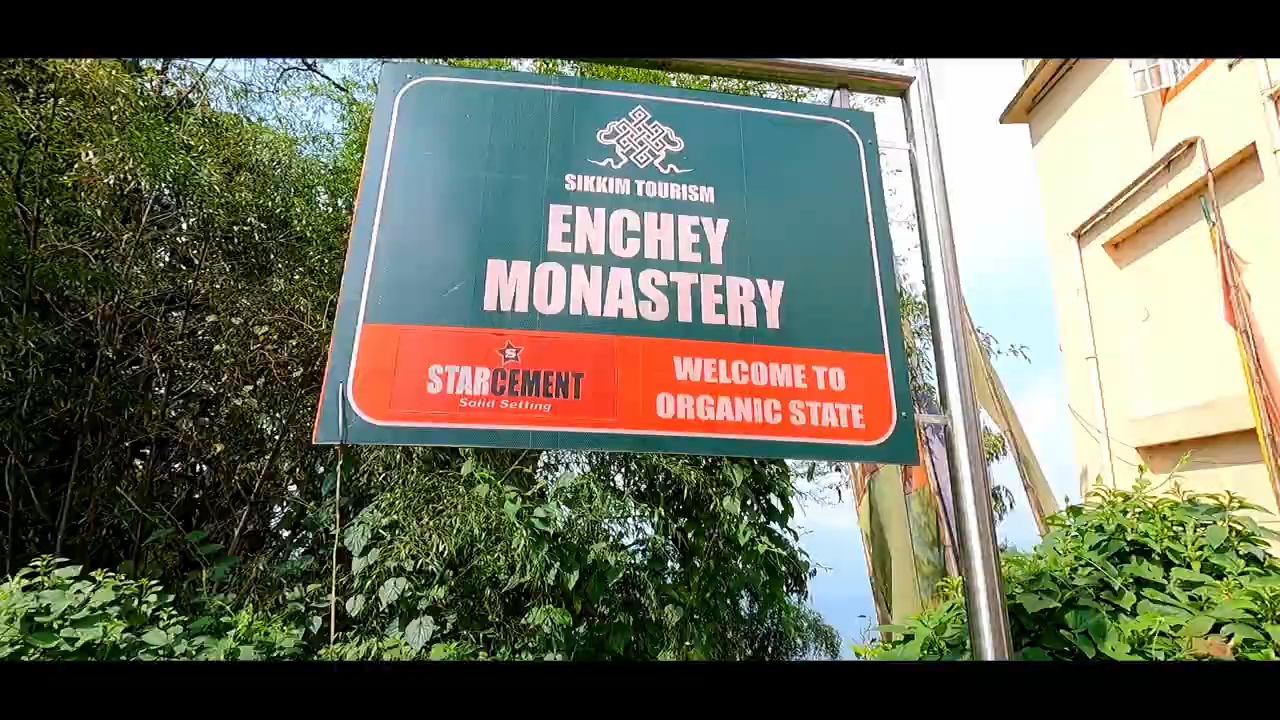 SIKKIM TOURISM
ENCHEY
MONASTERY
S
STARCEMENT
Solid Setting
WELCOME TO
ORGANIC STATE